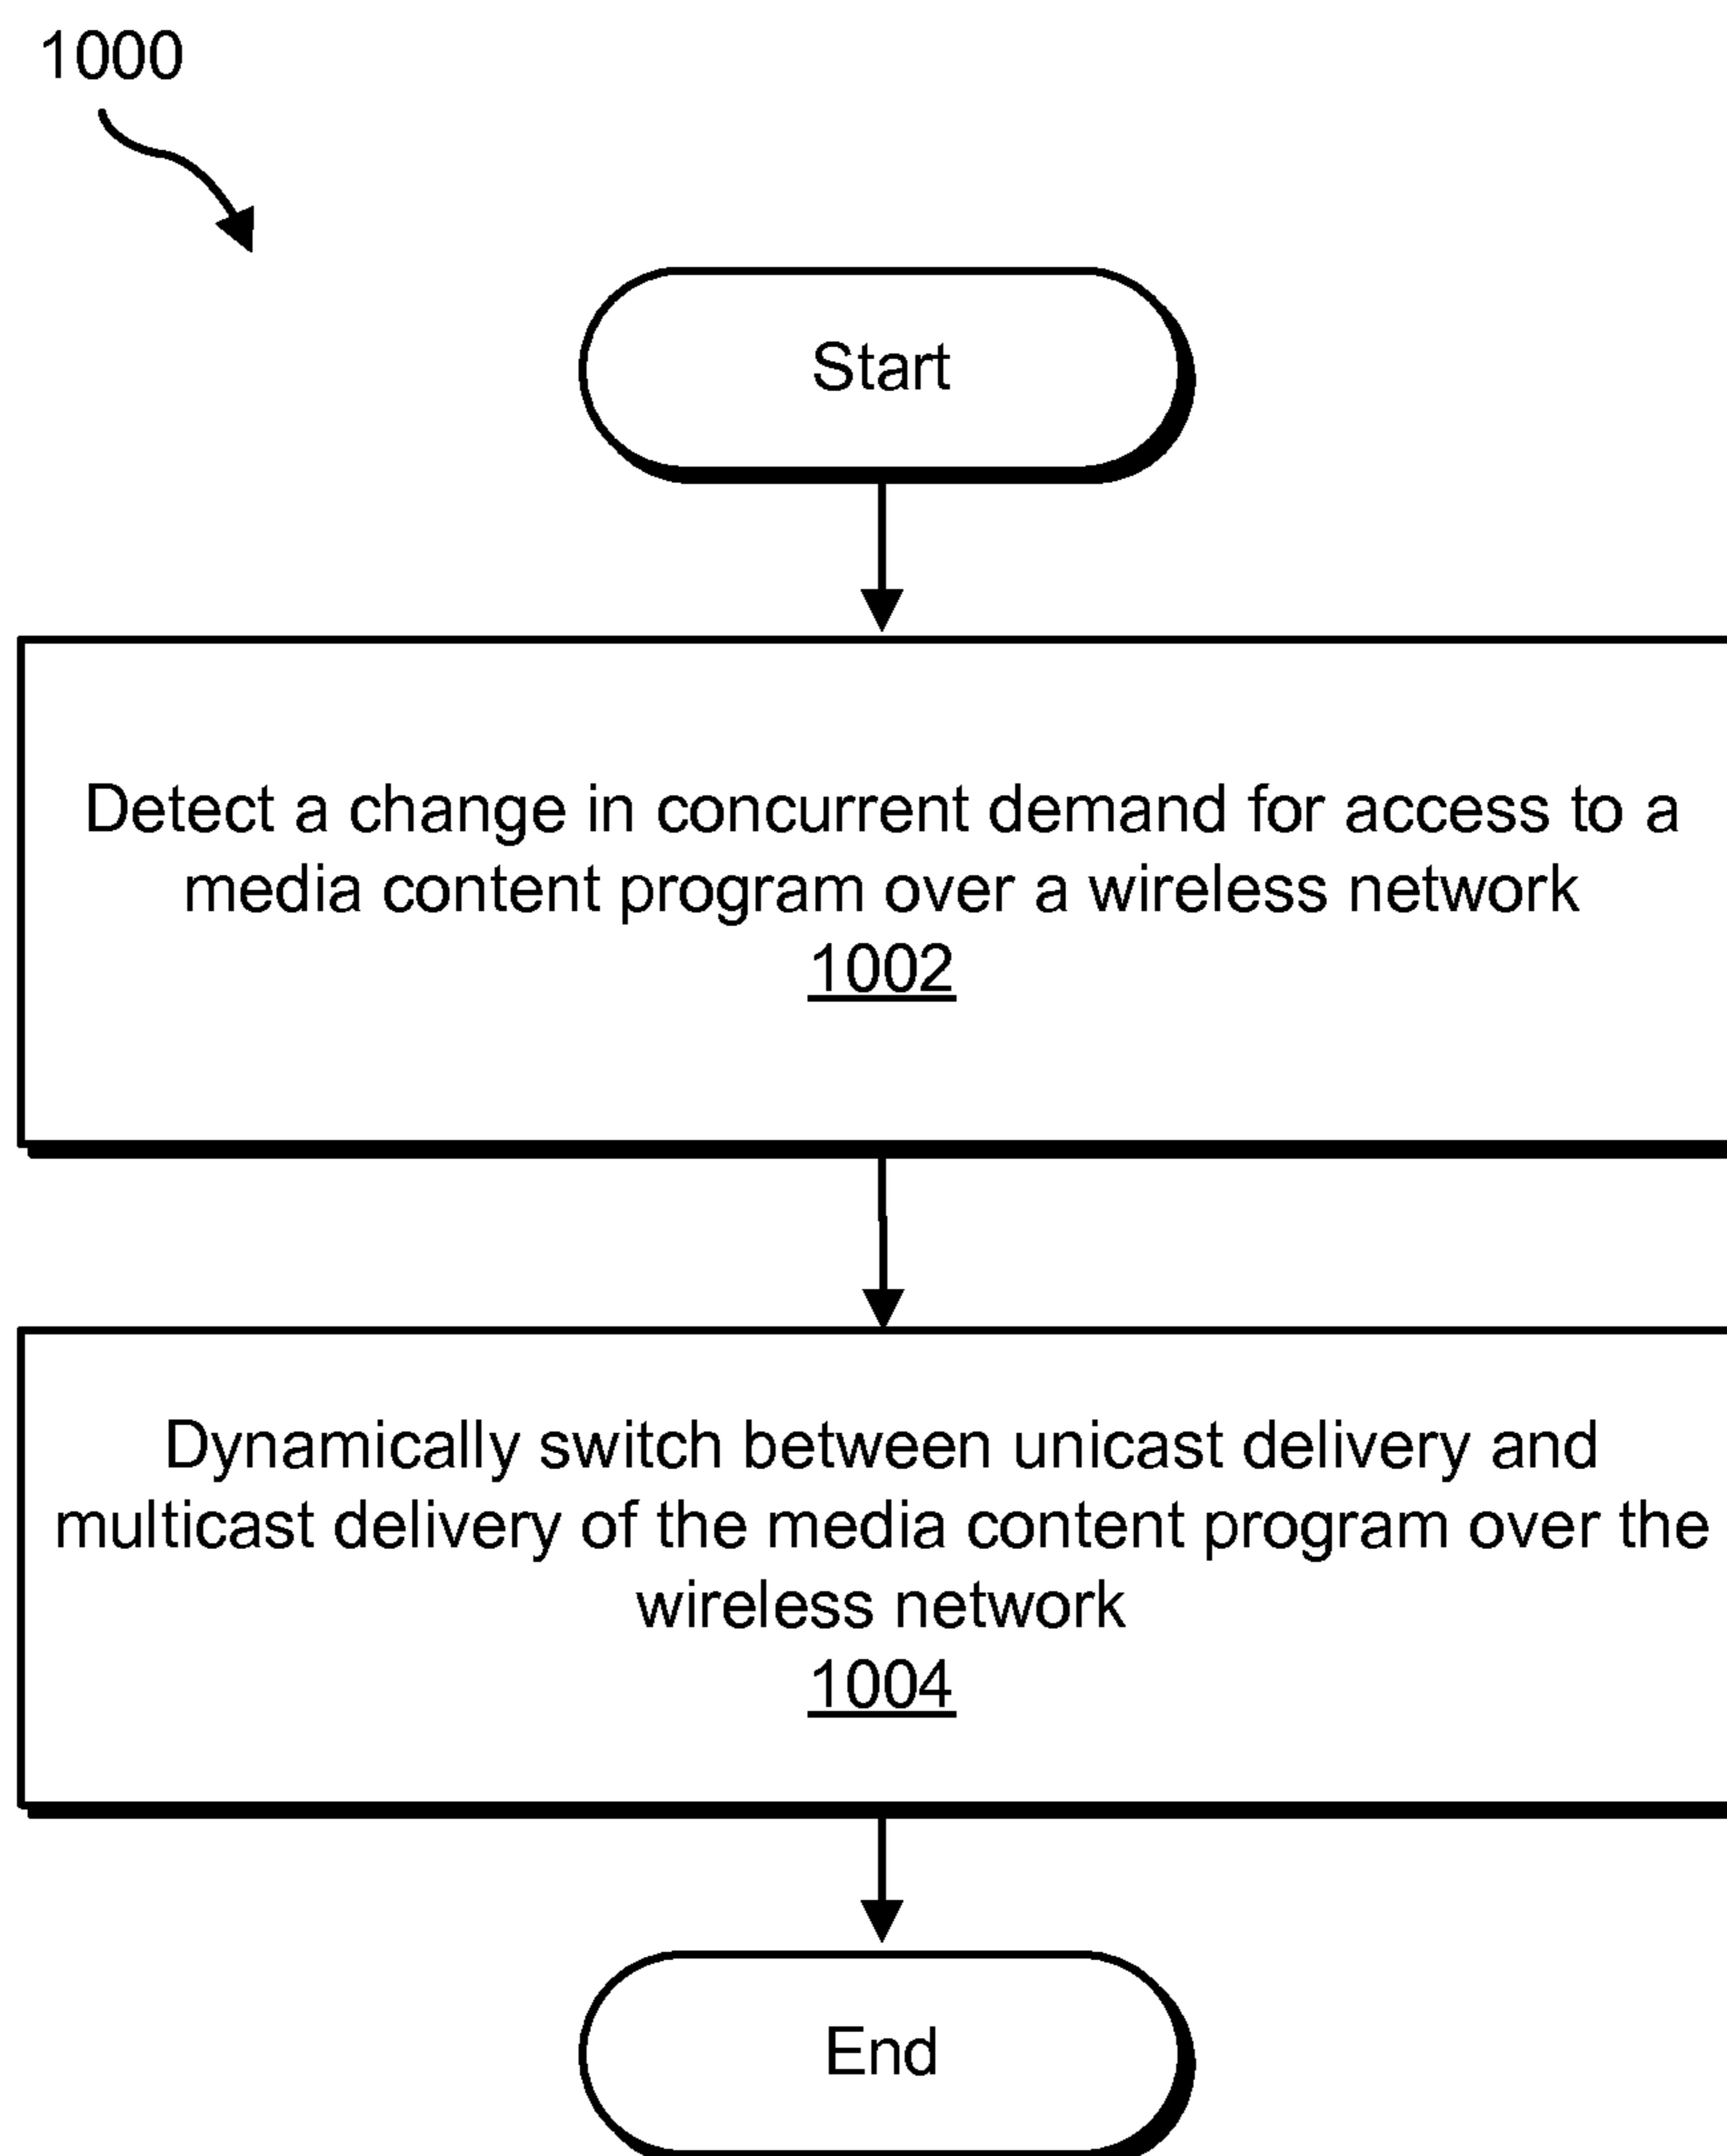 1000
Start
Detect a change in concurrent demand for access to a
media content program over a wireless network
1002
Dynamically switch between unicast delivery and
multicast delivery of the media content program over the
wireless network
1004
End